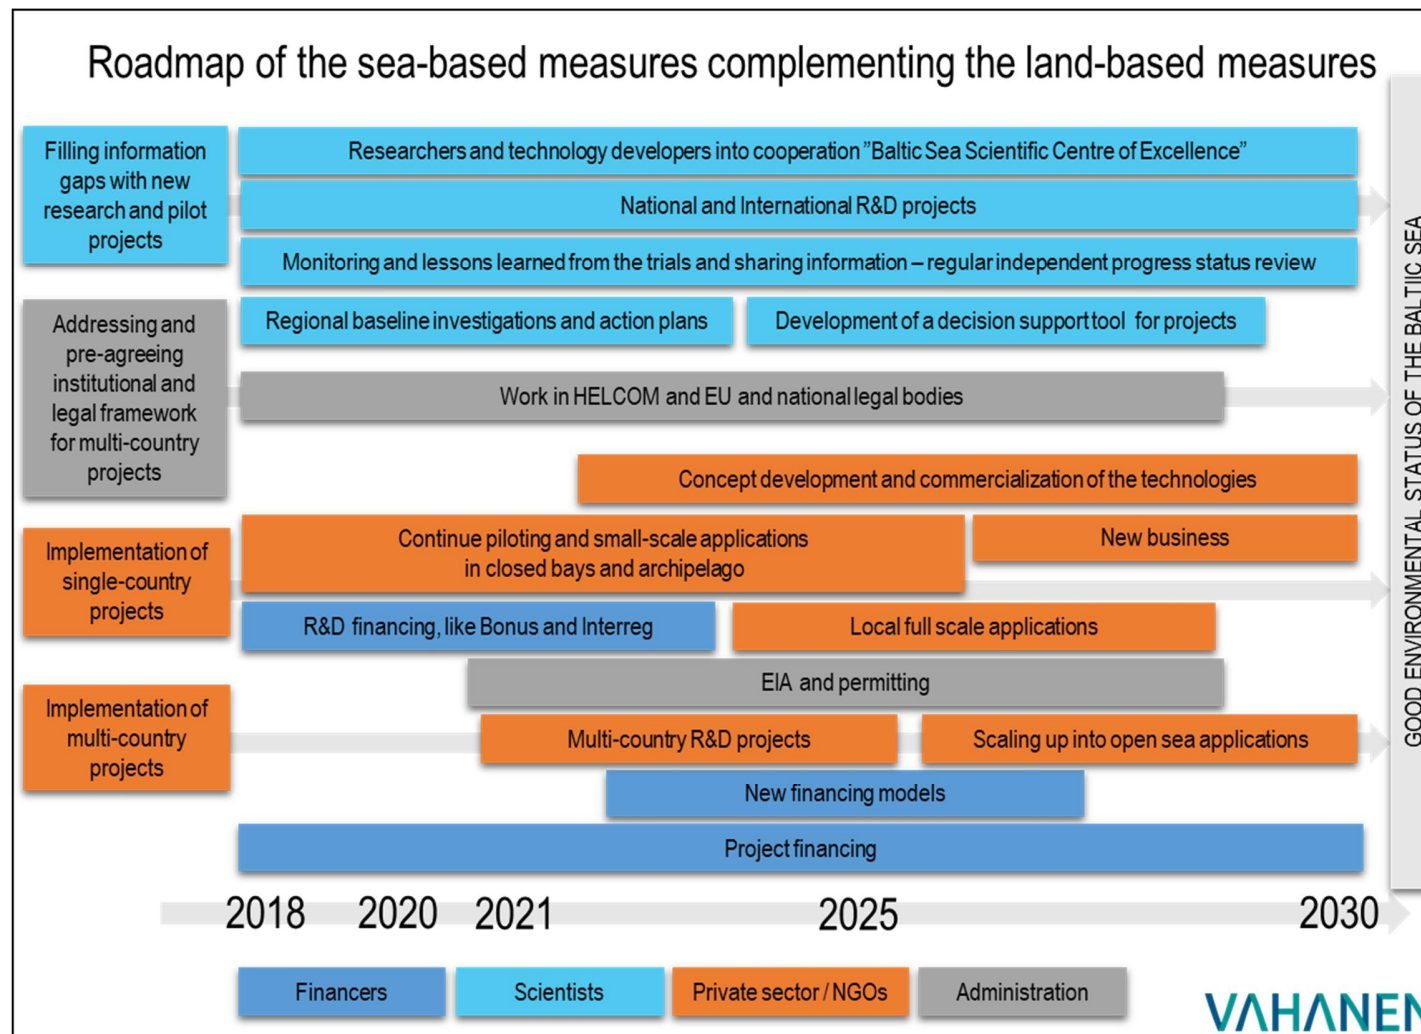 Roadmap of the sea-based measures complementing the land-based measures
Filling information
gaps with new
research and pilot
projects
Researchers and technology developers into cooperation ”Baltic Sea Scientific Centre of Excellence”
National and International R&D projects
Monitoring and lessons learned from the trials and sharing information – regular independent progress status review
Regional baseline investigations and action plans
Development of a decision support tool for projects
Addressing and
pre-agreeing
institutional and
legal framework
for multi-country
projects
Work in HELCOM and EU and national legal bodies
Concept development and commercialization of the technologies
Implementation of
single-country
projects
Continue piloting and small-scale applications
in closed bays and archipelago
New business
R&D financing, like Bonus and Interreg
Local full scale applications
EIA and permitting
Implementation of
multi-country
projects
Multi-country R&D projects
Scaling up into open sea applications
New financing models
Project financing
GOOD ENVIRONMENTAL STATUS OF THE BALTIIC SEA
2018
2020
2021
2025
2030
Financers
Scientists
Private sector / NGOs
Administration
VAHANEN